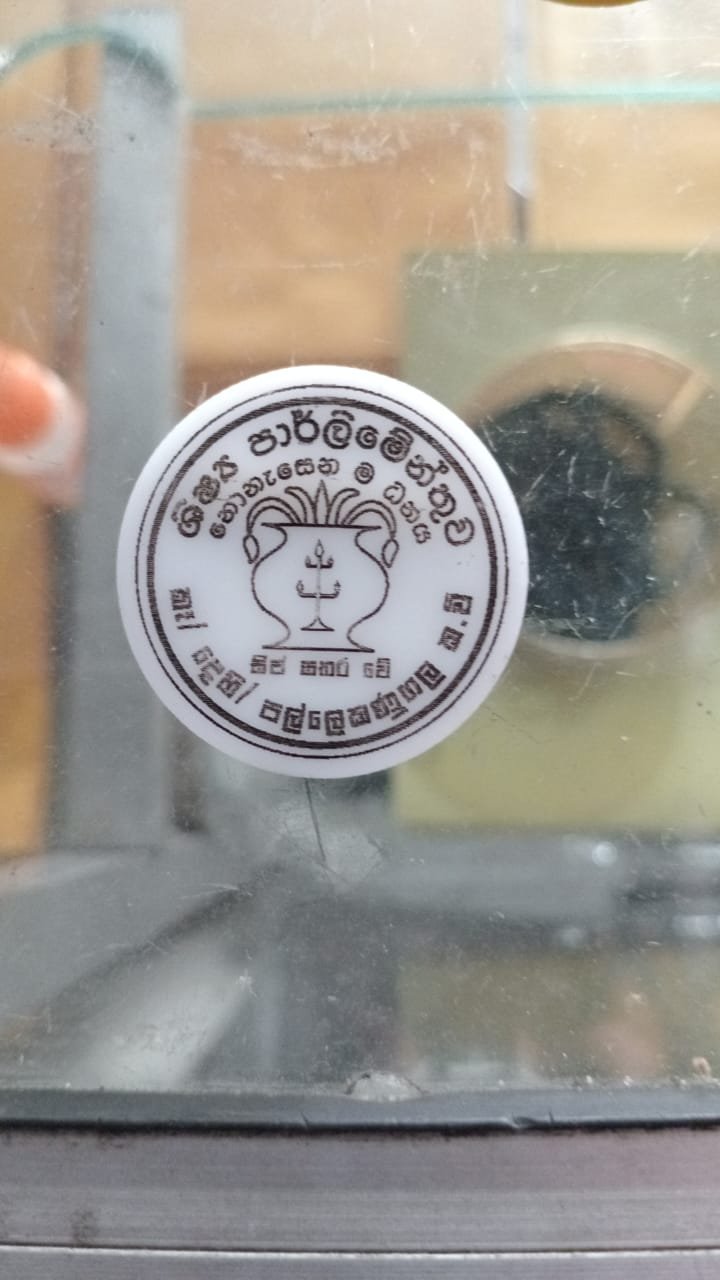 ශිෂ්‍ය පාර්ලිමේන්තුව
නොනැසෙන ම ධනය
සිප් සතර වේ
කෑ/ දෙහි/ පල්ලෙකණුගල ක.වි.